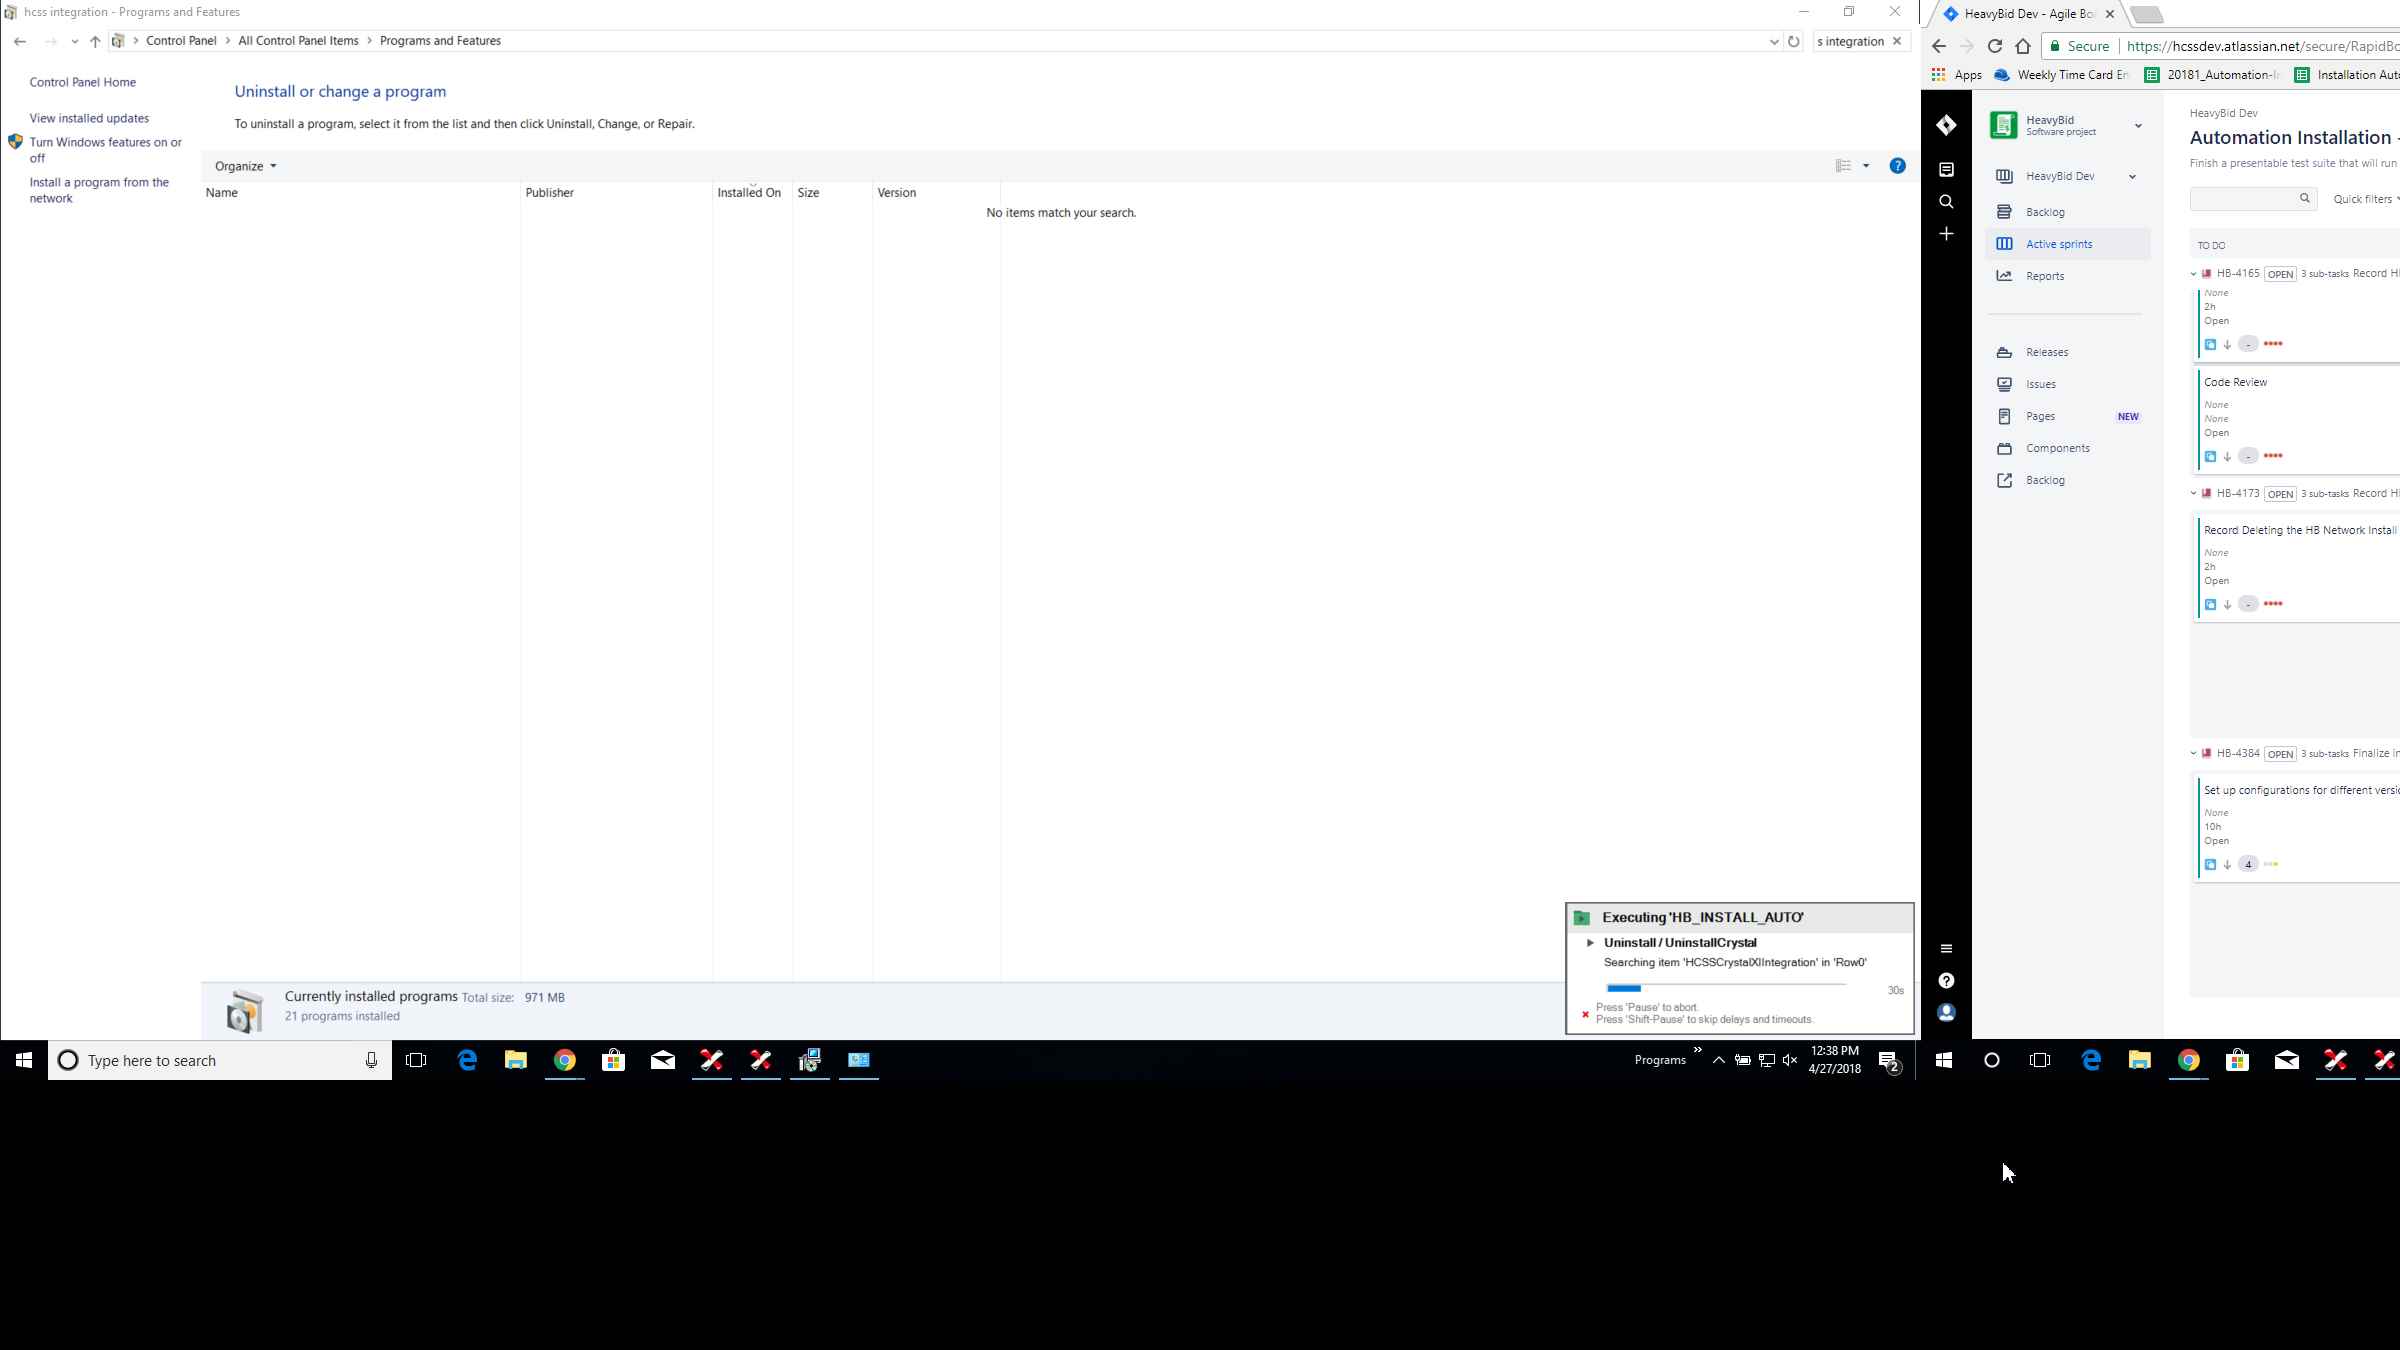 hcss integration - Programs and Features
Control Panel > All Control Panel Items > Programs and Features
s integration
Control Panel Home
View installed updates
Turn Windows features on or
off
Install a program from the
network
Uninstall or change a program
To uninstall a program, select it from the list and then click Uninstall, Change, or Repair.
Organize
Name Publisher Installed On Size Version
No items match your search.
Currently installed programs Total size: 971 MB
21 programs installed
Executing 'HB_INSTALL_AUTO'
Uninstall / UninstallCrystal
Searching item 'HCSSCrystalXIIntegration' in 'Row0'
30s
Press 'Pause' to abort.
Press 'Shift-Pause' to skip delays and timeouts.
Type here to search
Programs
12:38 PM
4/27/2018
2
HeavyBid Dev - Agile Bo
Secure https://hcssdev.atlassian.net/secure/RapidBo
Apps Weekly Time Card En 20181_Automation-I Installation Auto
HeavyBid
Software project
HeavyBid Dev
Backlog
Active sprints
Reports
Releases
Issues
Pages NEW
Components
Backlog
HeavyBid Dev
Automation Installation -
Finish a presentable test suite that will run
Quick filters
TO DO
HB-4165 OPEN 3 sub-tasks Record H
None
2h
Open
-
Code Review
None
None
Open
-
HB-4173 OPEN 3 sub-tasks Record H
Record Deleting the HB Network Install
None
2h
Open
-
HB-4384 OPEN 3 sub-tasks Finalize in
Set up configurations for different versi
None
10h
Open
4